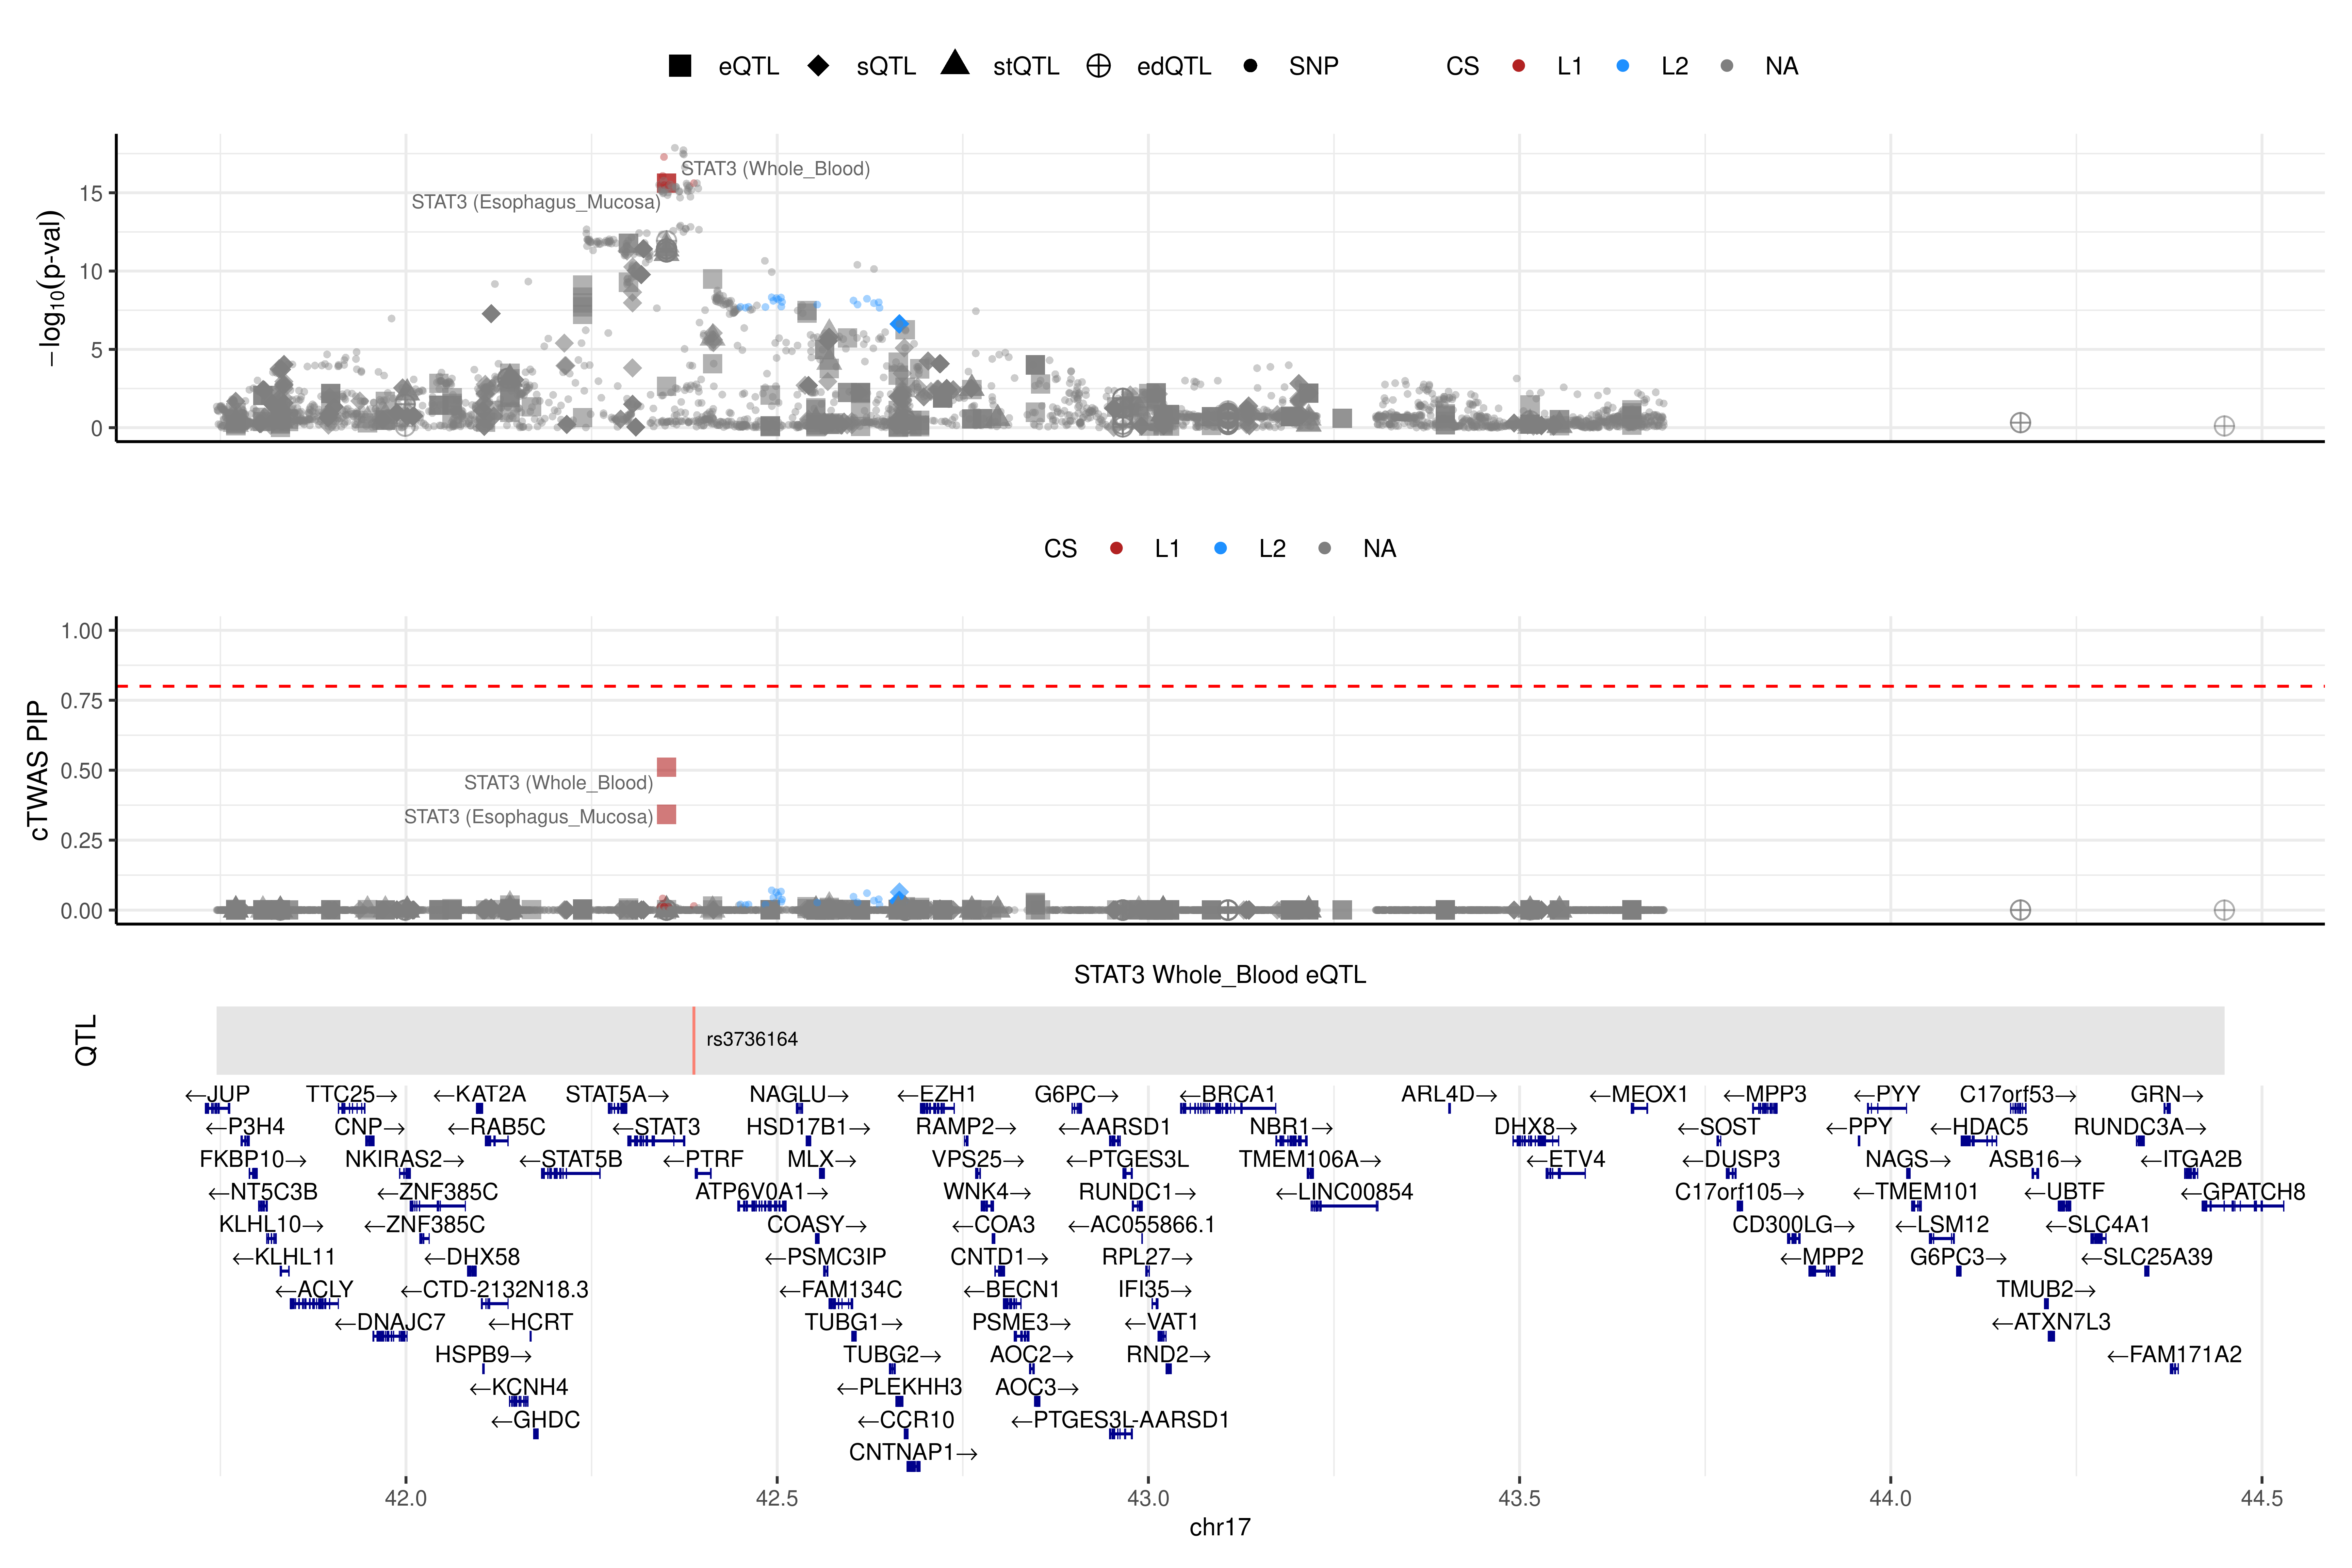 eQTL sQTL stQTL edQTL SNP CS L1 L2 NA
−log10(p-val)
15
10
5
0
STAT3 (Whole_Blood)
STAT3 (Esophagus_Mucosa)
CS L1 L2 NA
cTWAS PIP
1.00
0.75
0.50
0.25
0.00
STAT3 (Whole_Blood)
STAT3 (Esophagus_Mucosa)
STAT3 Whole_Blood eQTL
QTL
rs3736164
←JUP TTC25→ ←KAT2A STAT5A→ NAGLU→ ←EZH1 G6PC→ ←BRCA1 ARL4D→ ←MEOX1 ←MPP3 ←PYY C17orf53→ GRN→
←P3H4 CNP→ ←RAB5C ←STAT3 HSD17B1→ RAMP2→ ←AARSD1 NBR1→ DHX8→ ←SOST ←PPY ←HDAC5 RUNDC3A→
FKBP10→ NKIRAS2→ ←STAT5B ←PTRF MLX→ VPS25→ ←PTGES3L TMEM106A→ ←ETV4 ←DUSP3 NAGS→ ASB16→ ←ITGA2B
←NT5C3B ←ZNF385C ATP6V0A1→ WNK4→ RUNDC1→ ←LINC00854 C17orf105→ ←TMEM101 ←UBTF ←GPATCH8
KLHL10→ ←ZNF385C COASY→ ←COA3 ←AC055866.1 CD300LG→ ←LSM12 ←SLC4A1
←KLHL11 ←DHX58 ←PSMC3IP CNTD1→ RPL27→ ←MPP2 G6PC3→ ←SLC25A39
←ACLY ←CTD-2132N18.3 ←FAM134C ←BECN1 IFI35→ TMUB2→
←DNAJC7 ←HCRT TUBG1→ PSME3→ ←VAT1 ←ATXN7L3
HSPB9→ TUBG2→ AOC2→ RND2→ ←FAM171A2
←KCNH4 ←PLEKHH3 AOC3→
←GHDC ←CCR10 ←PTGES3L-AARSD1
CNTNAP1→
42.0 42.5 43.0 43.5 44.0 44.5
chr17